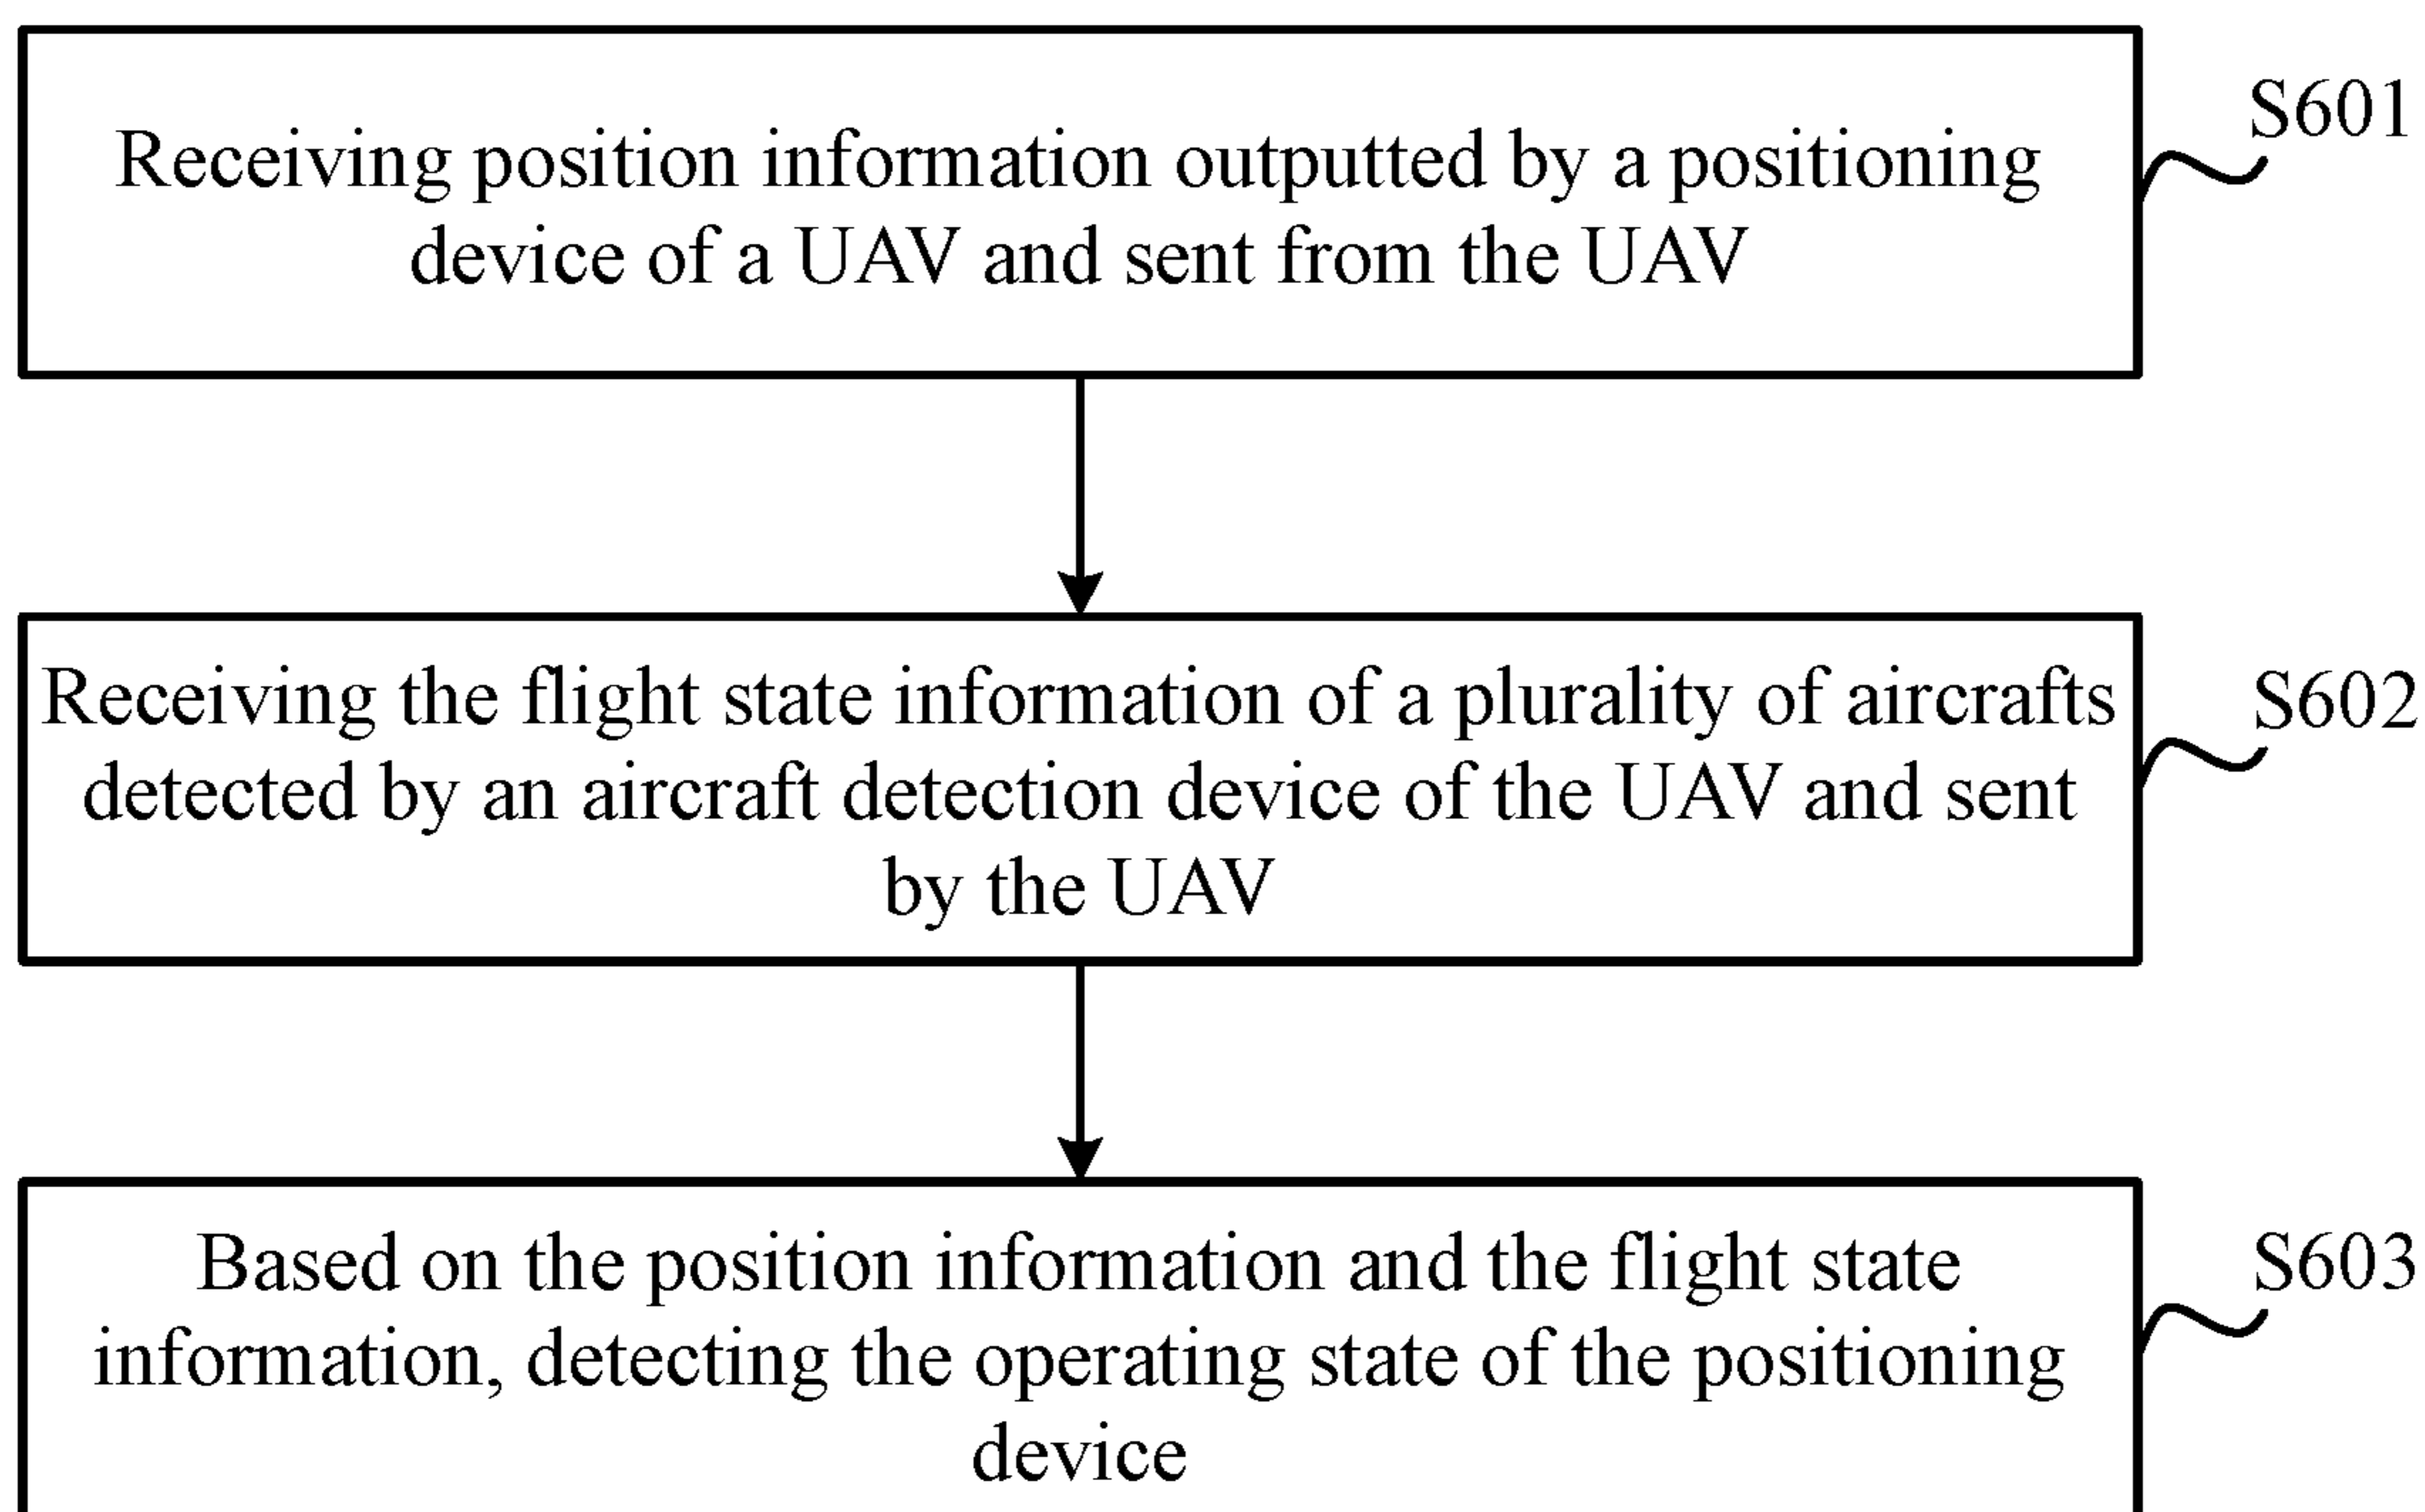 Receiving position information outputted by a positioning
device of a UAV and sent from the UAV
S601
Receiving the flight state information of a plurality of aircrafts
detected by an aircraft detection device of the UAV and sent
by the UAV
S602
Based on the position information and the flight state
information, detecting the operating state of the positioning
device
S603